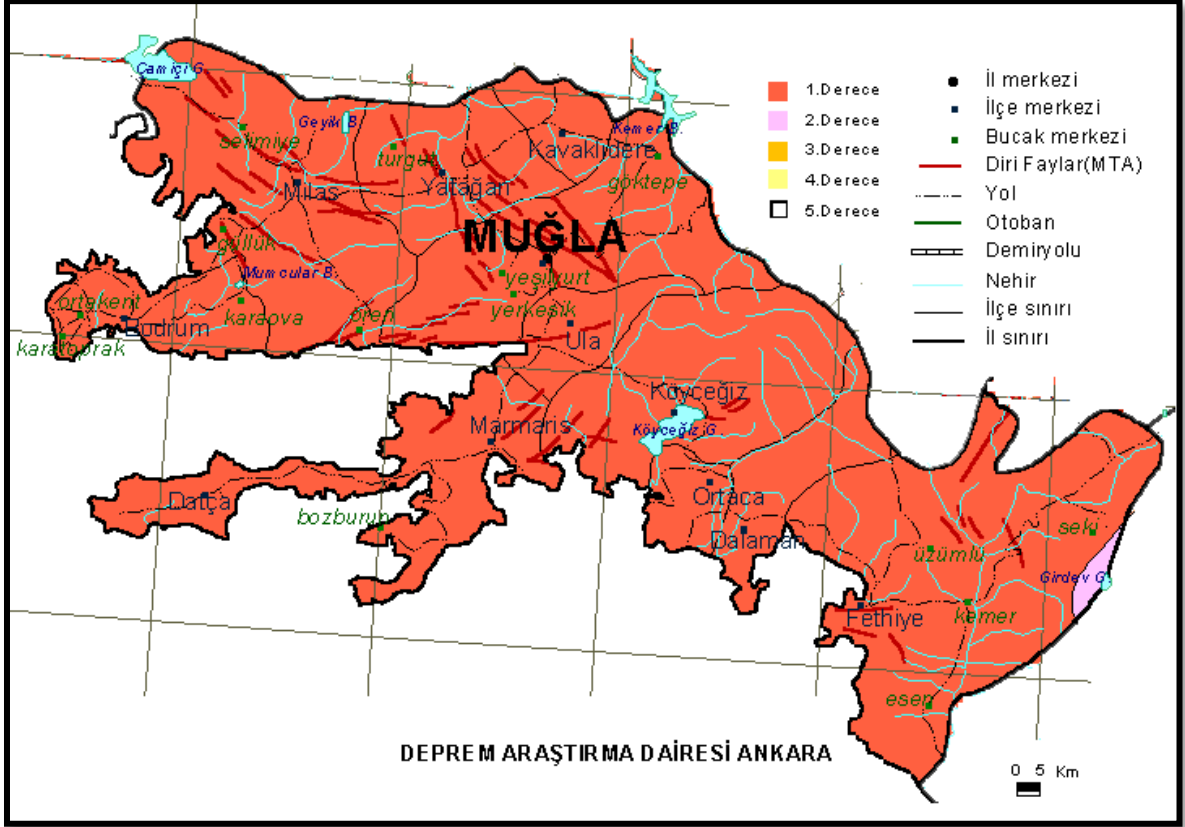 Çamiçi G.
Geyik B
Kemer B.
selimiye
turgut
Kavaklıdere
göktepe
Milas
Yatağan
MUĞLA
güllük
Mumcular B.
yeşilyurt
yerkesik
ortakent
Bodrum
karaova
ören
Ula
karatoprak
Köyceğiz
Köyceğiz G
Marmaris
Datça
bozburun
Ortaca
Dalaman
üzümlü
seki
Girdev G
Fethiye
kemer
eşen
1.Derece
2.Derece
3.Derece
4.Derece
5.Derece
İl merkezi
İlçe merkezi
Bucak merkezi
Diri Faylar(MTA)
Yol
Otoban
Demiryolu
Nehir
İlçe sınırı
İl sınırı
DEPREM ARAŞTIRMA DAİRESİ ANKARA
0 5 Km